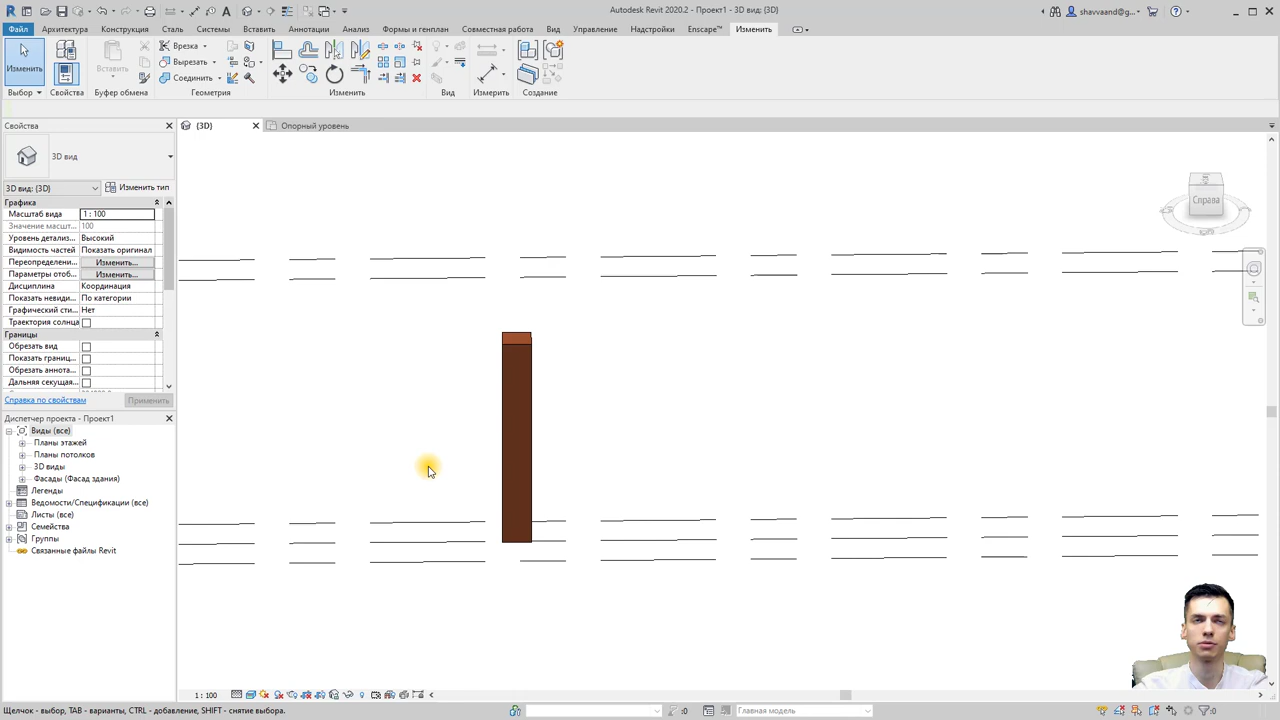 Autodesk Revit 2020.2 - Проект1 - 3D вид: {3D}
shavvaand@g...
Файл Архитектура Конструкция Сталь Системы Вставить Аннотации Анализ Формы и генплан Совместная работа Вид Управление Надстройки Enscape™ Изменить
Изменить
Свойства
Вставить
Врезка
Вырезать
Соединить
Выбор Свойства Буфер обмена Геометрия Изменить Вид Измерить Создание
Свойства
{3D}
Опорный уровень
3D вид
3D вид: {3D}
Изменить тип
Графика
Масштаб вида 1 : 100
Значение масшт... 100
Уровень детализ... Высокий
Видимость частей Показать оригинал
Переопределени... Изменить...
Параметры отоб... Изменить...
Дисциплина Координация
Показать невиди... По категории
Графический сти... Нет
Траектория солнца
Границы
Обрезать вид
Показать границ...
Обрезать аннота...
Дальняя секущая...
Справка по свойствам
Применить
Диспетчер проекта - Проект1
Виды (все)
Планы этажей
Планы потолков
3D виды
Фасады (Фасад здания)
Легенды
Ведомости/Спецификации (все)
Листы (все)
Семейства
Группы
Связанные файлы Revit
Справа
1 : 100
Щелчок - выбор, TAB - варианты, CTRL - добавление, SHIFT - снятие выбора.
:0
Главная модель
:0